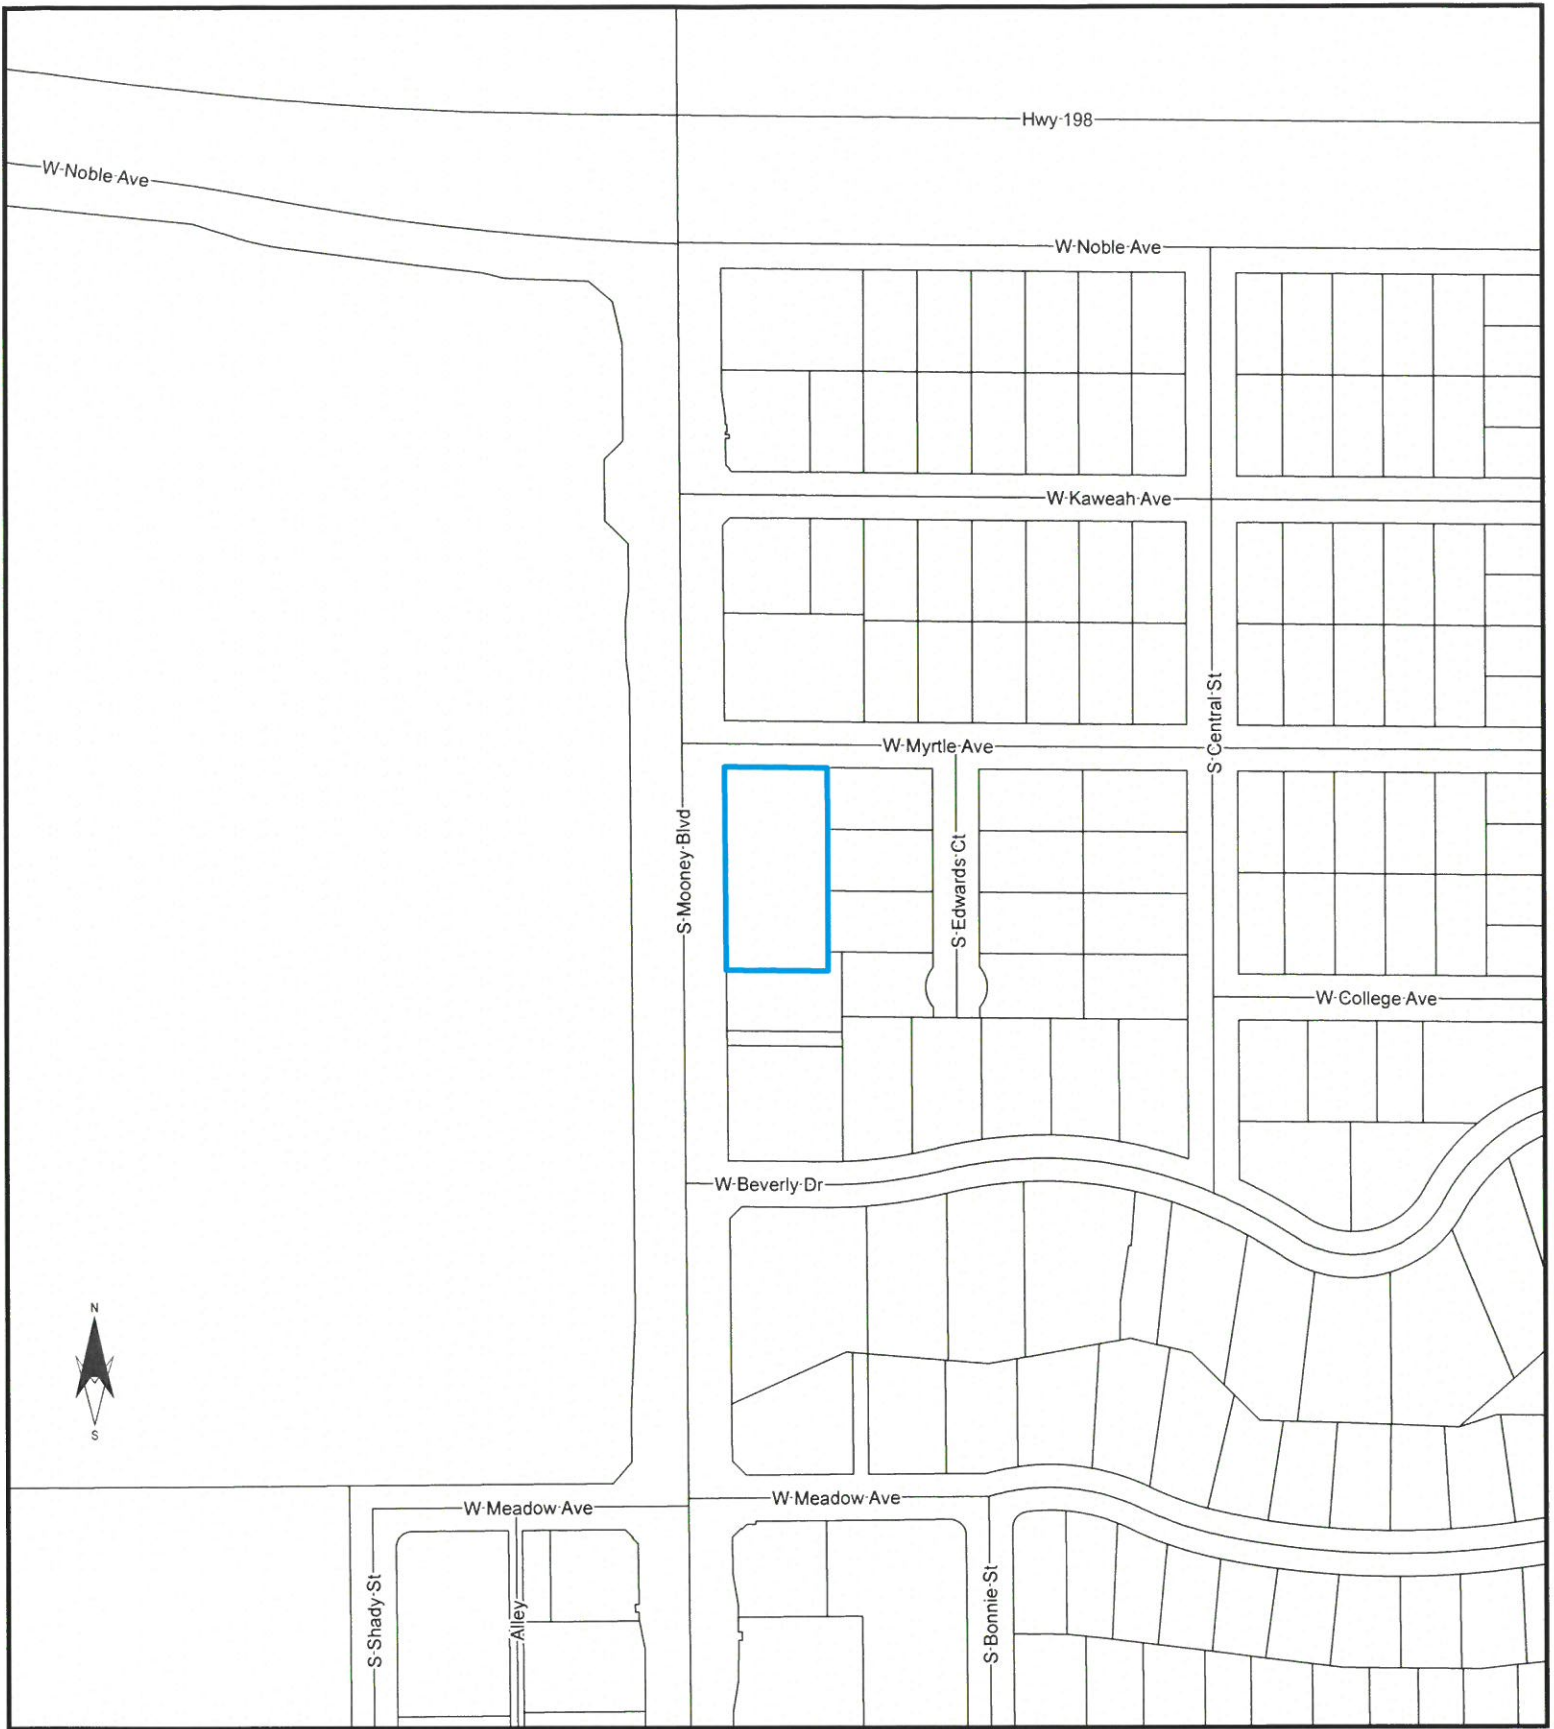 Hwy 198
W Noble Ave
W Noble Ave
W Kaweah Ave
S Central St
W Myrtle Ave
S Mooney Blvd
S Edwards Ct
W College Ave
W Beverly Dr
N
S
W Meadow Ave
W Meadow Ave
S Shady St
Alley
S Bonnie St